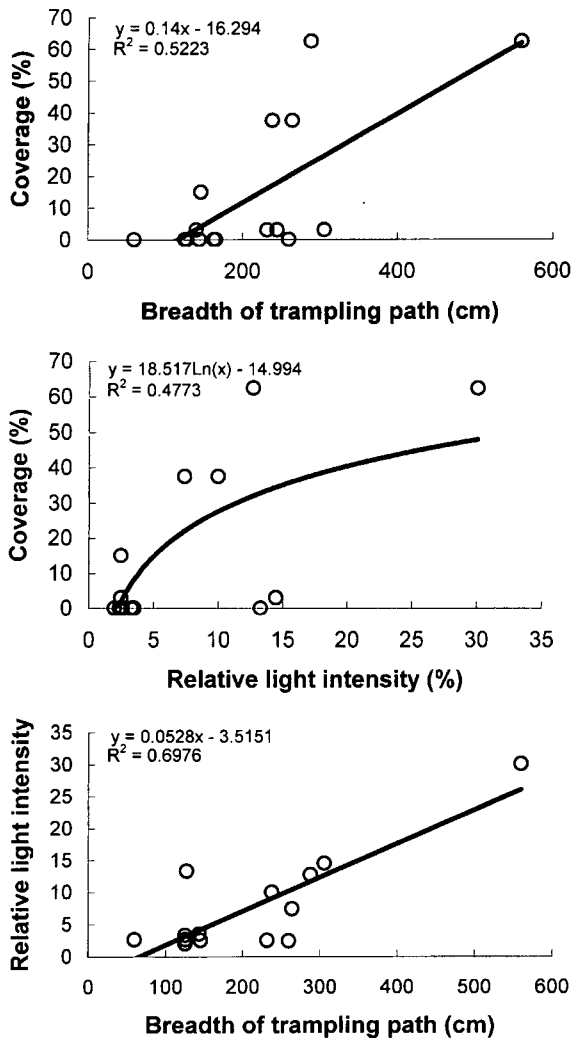 y = 0.14x - 16.294
R² = 0.5223
Coverage (%)
70
60
50
40
30
20
10
0
0 200 400 600
Breadth of trampling path (cm)
y = 18.517Ln(x) - 14.994
R² = 0.4773
Coverage (%)
70
60
50
40
30
20
10
0
0 5 10 15 20 25 30 35
Relative light intensity (%)
y = 0.0528x - 3.5151
R² = 0.6976
Relative light intensity
35
30
25
20
15
10
5
0
0 100 200 300 400 500 600
Breadth of trampling path (cm)